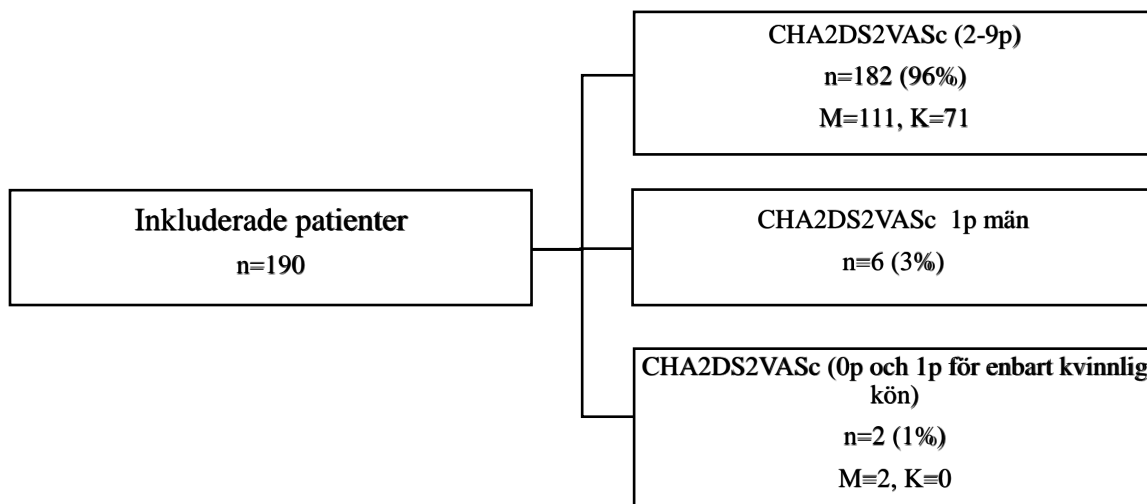 CHA2DS2VASc (2-9p)
n=182 (96%)
M=111, K=71
Inkluderade patienter
n=190
CHA2DS2VASc 1p män
n=6 (3%)
CHA2DS2VASc (0p och 1p för enbart kvinnlig
kön)
n=2 (1%)
M=2, K=0